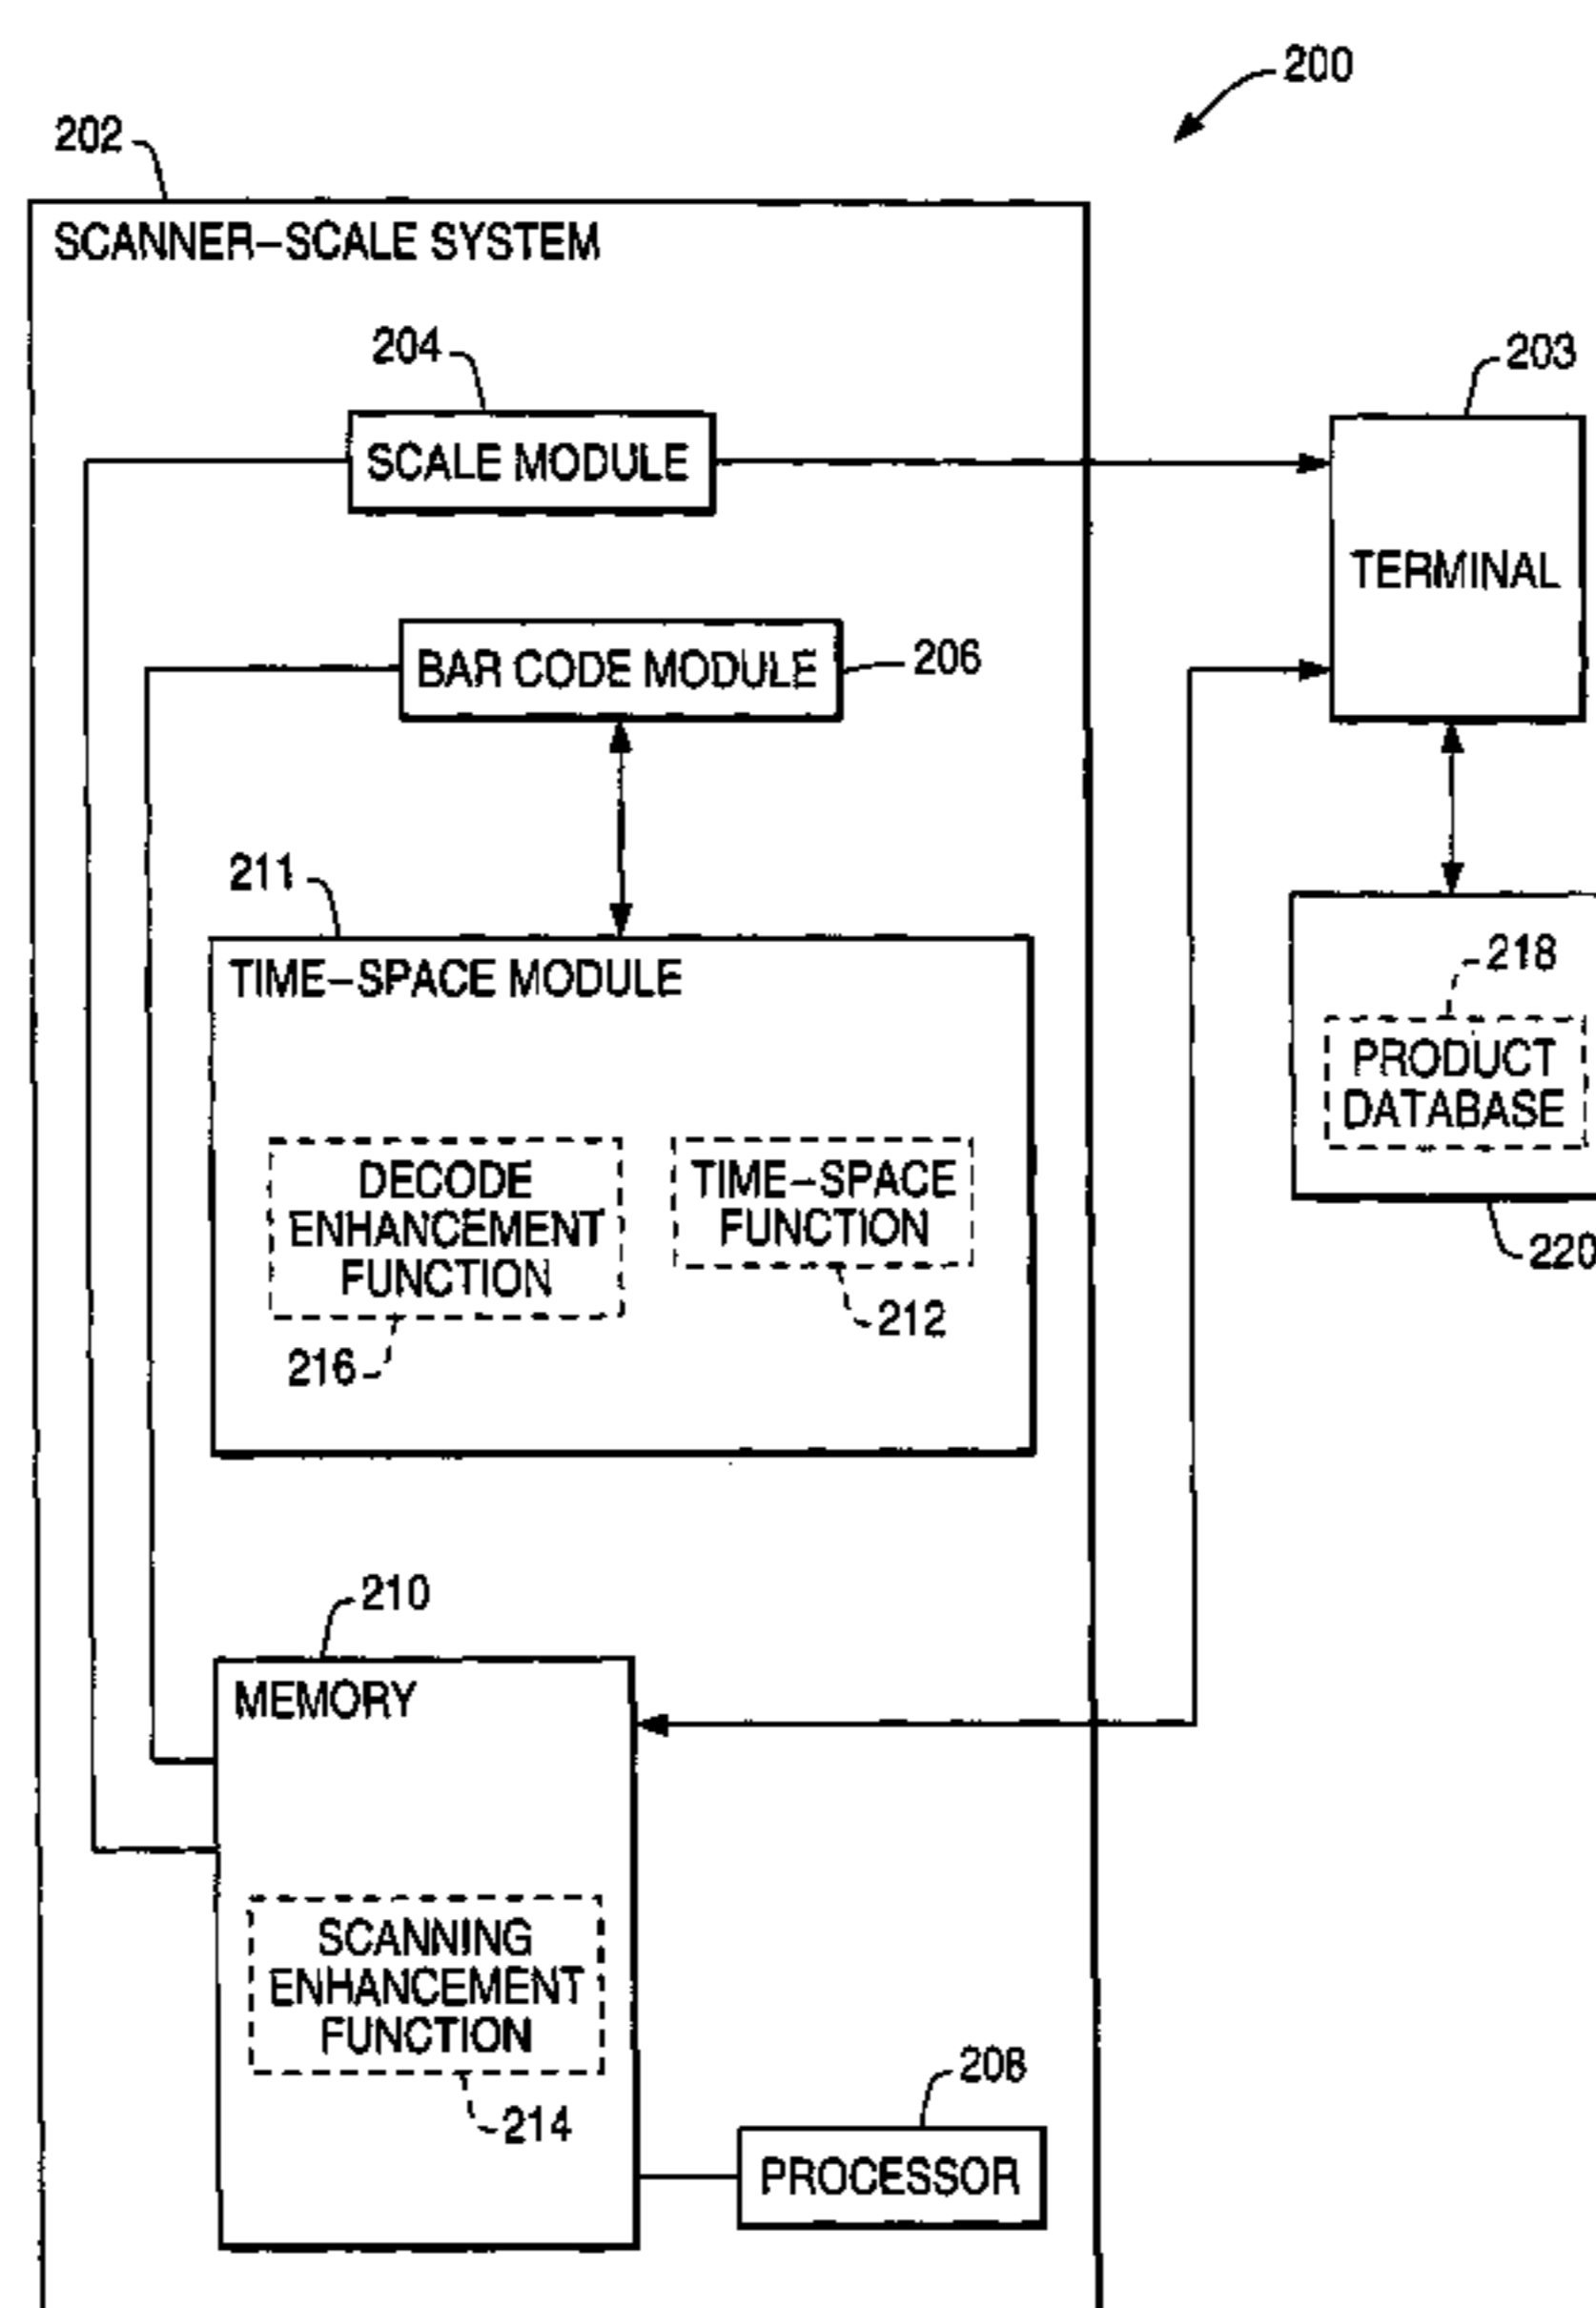 200
202
SCANNER-SCALE SYSTEM
204
203
SCALE MODULE
TERMINAL
BAR CODE MODULE
206
211
TIME-SPACE MODULE
218
PRODUCT
DATABASE
DECODE
ENHANCEMENT
FUNCTION
TIME-SPACE
FUNCTION
220
212
216
210
MEMORY
SCANNING
ENHANCEMENT
FUNCTION
214
208
PROCESSOR